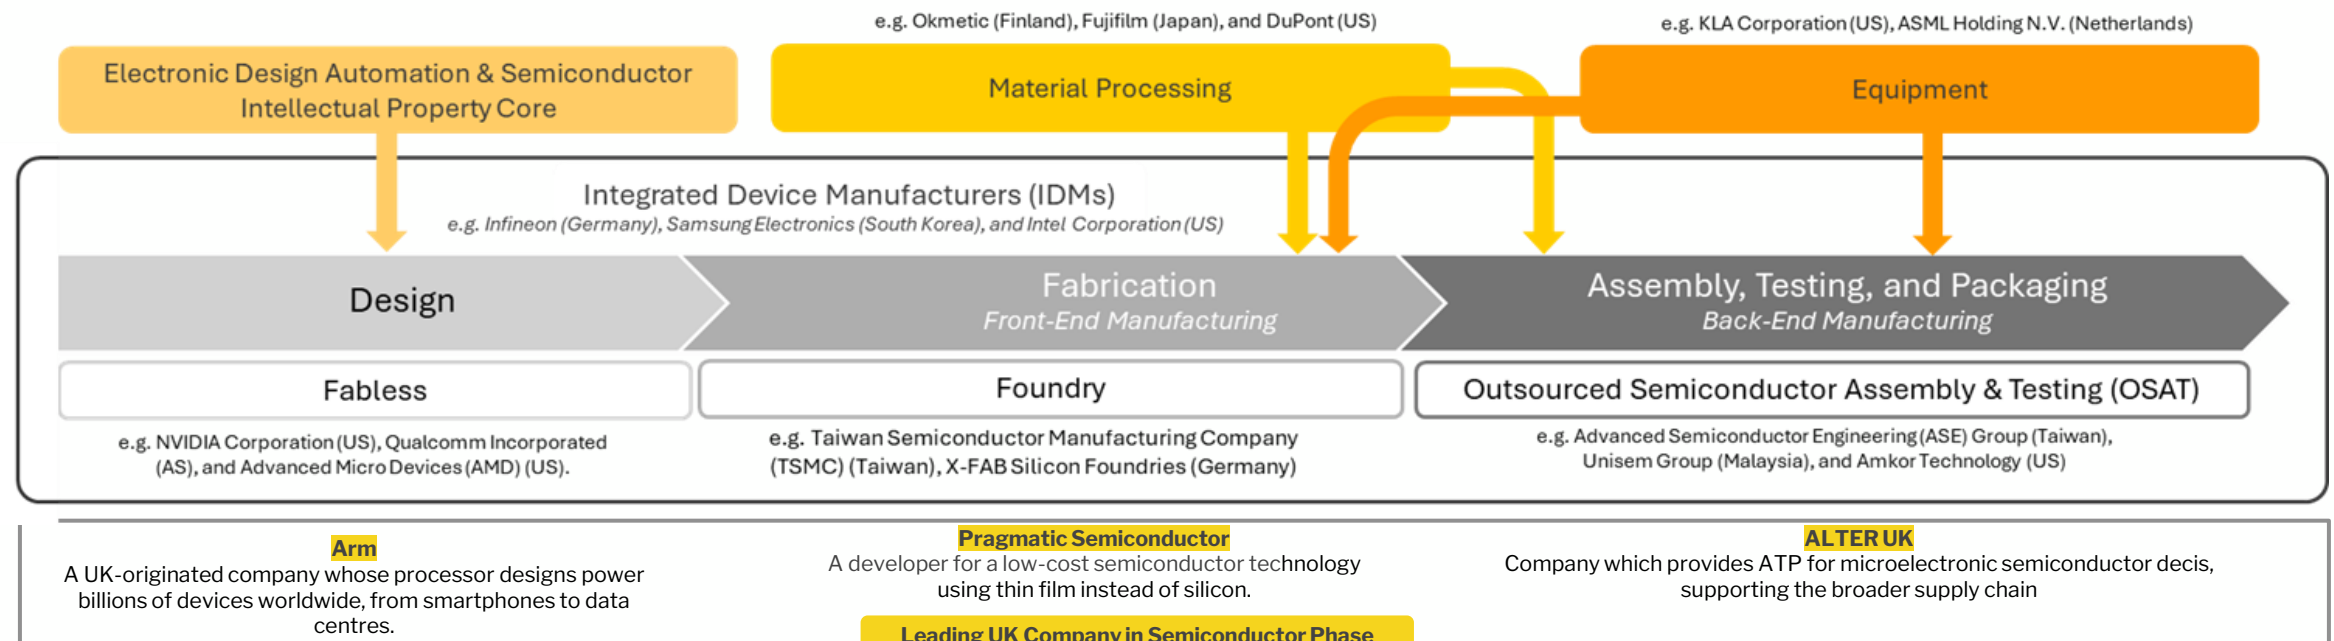 e.g. Okmetic (Finland), Fujifilm (Japan), and DuPont (US)
e.g. KLA Corporation (US), ASML Holding N.V. (Netherlands)
Electronic Design Automation & Semiconductor
Intellectual Property Core
Material Processing
Equipment
Integrated Device Manufacturers (IDMs)
e.g. Infineon (Germany), Samsung Electronics (South Korea), and Intel Corporation (US)
Design
Fabrication
Front-End Manufacturing
Assembly, Testing, and Packaging
Back-End Manufacturing
Fabless
Foundry
Outsourced Semiconductor Assembly & Testing (OSAT)
e.g. NVIDIA Corporation (US), Qualcomm Incorporated
(AS), and Advanced Micro Devices (AMD) (US).
e.g. Taiwan Semiconductor Manufacturing Company
(TSMC) (Taiwan), X-FAB Silicon Foundries (Germany)
e.g. Advanced Semiconductor Engineering (ASE) Group (Taiwan),
Unisem Group (Malaysia), and Amkor Technology (US)
Arm
A UK-originated company whose processor designs power
billions of devices worldwide, from smartphones to data
centres.
Pragmatic Semiconductor
A developer for a low-cost semiconductor technology
using thin film instead of silicon.
ALTER UK
Company which provides ATP for microelectronic semiconductor decis,
supporting the broader supply chain
Leading UK Company in Semiconductor Phase